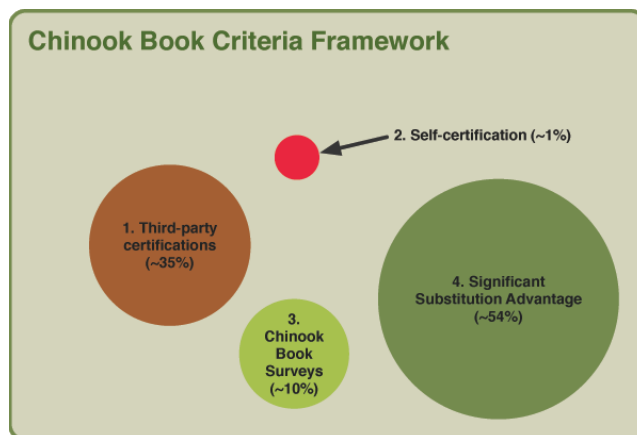 Chinook Book Criteria Framework
2. Self-certification (~1%)
1. Third-party
certifications
(~35%)
4. Significant
Substitution Advantage
(~54%)
3.
Chinook
Book
Surveys
(~10%)